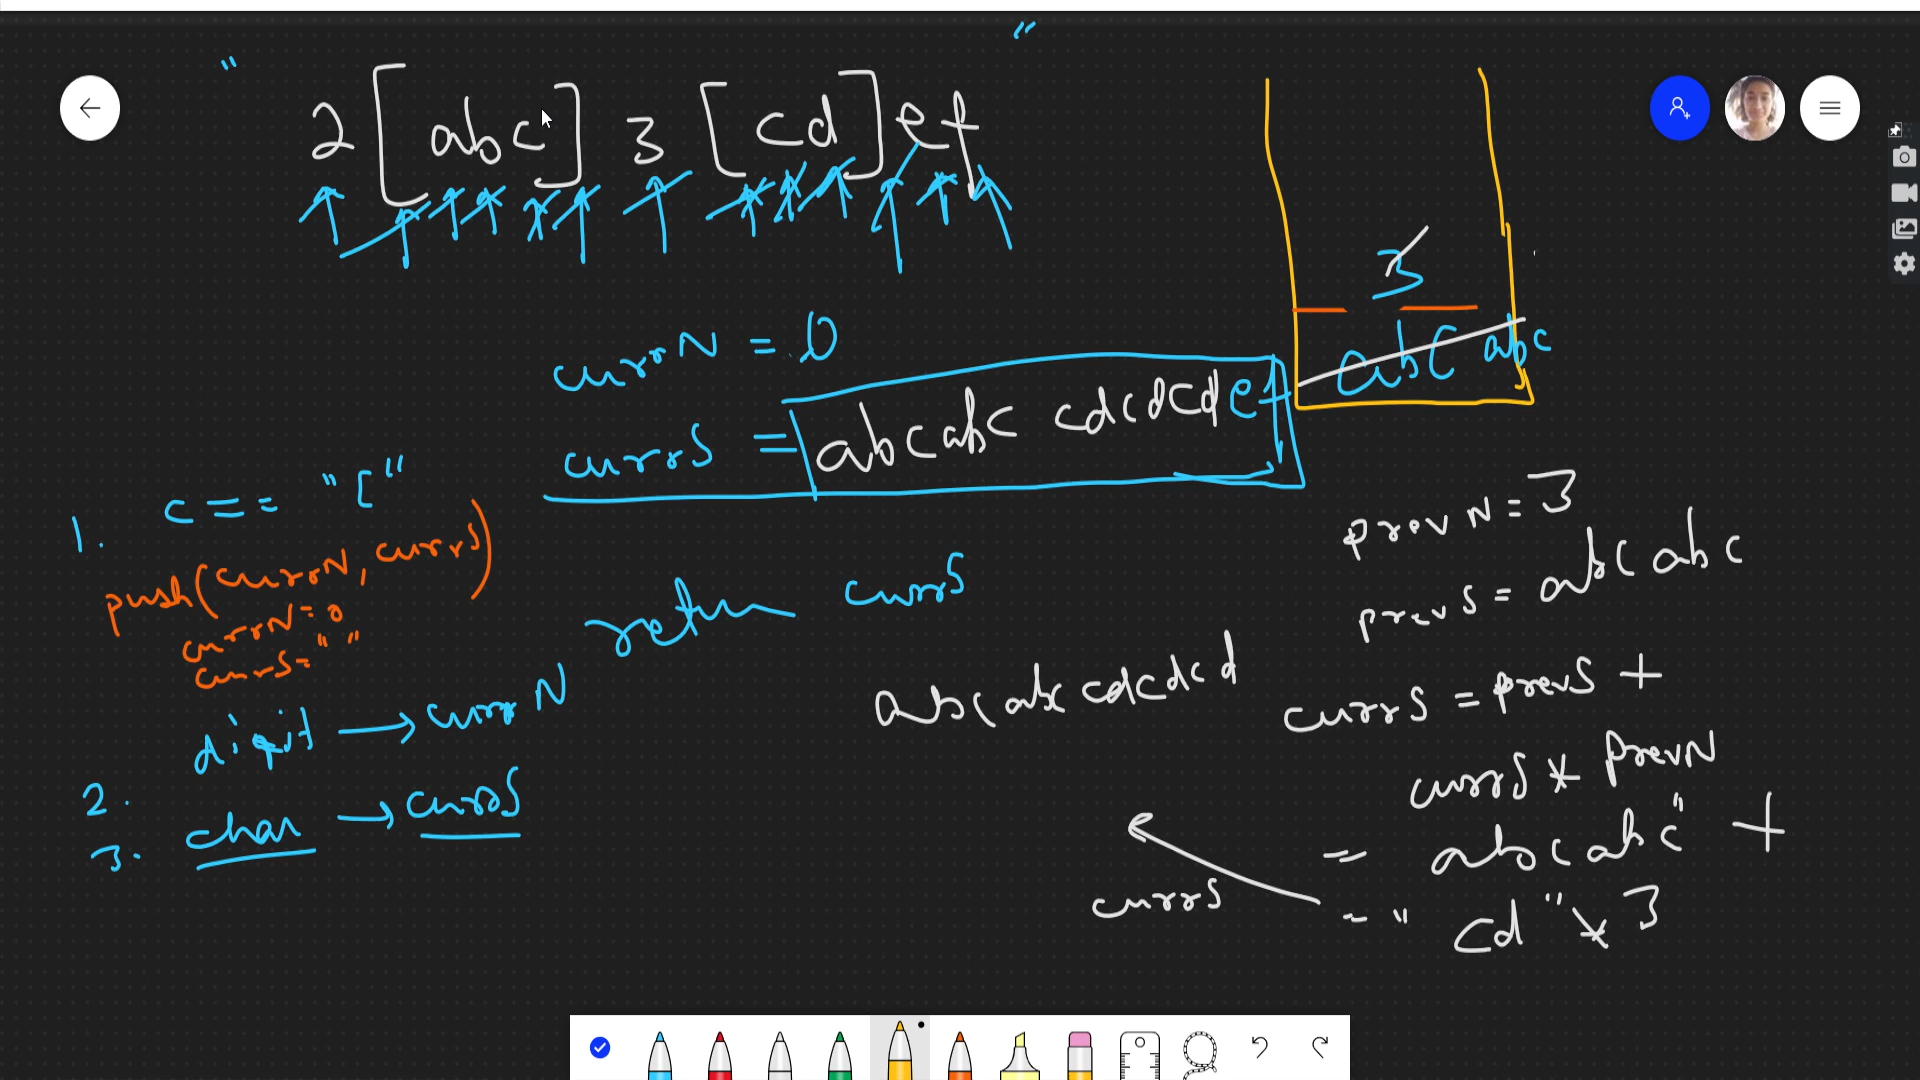 " "
2[abc]3[cd]ef
3
abcabc
currN = 0
currS = abcabc cdcdcdef
1. c == "["
push(currN, currS)
currN=0
currS=" "
return currS
digit → currN
2.
3. char → currS
abcabc cdcdcd
prevN = 3
prevS = abcabc
currS = prevS +
currS * prevN
= abcabc" +
currS = "cd" * 3